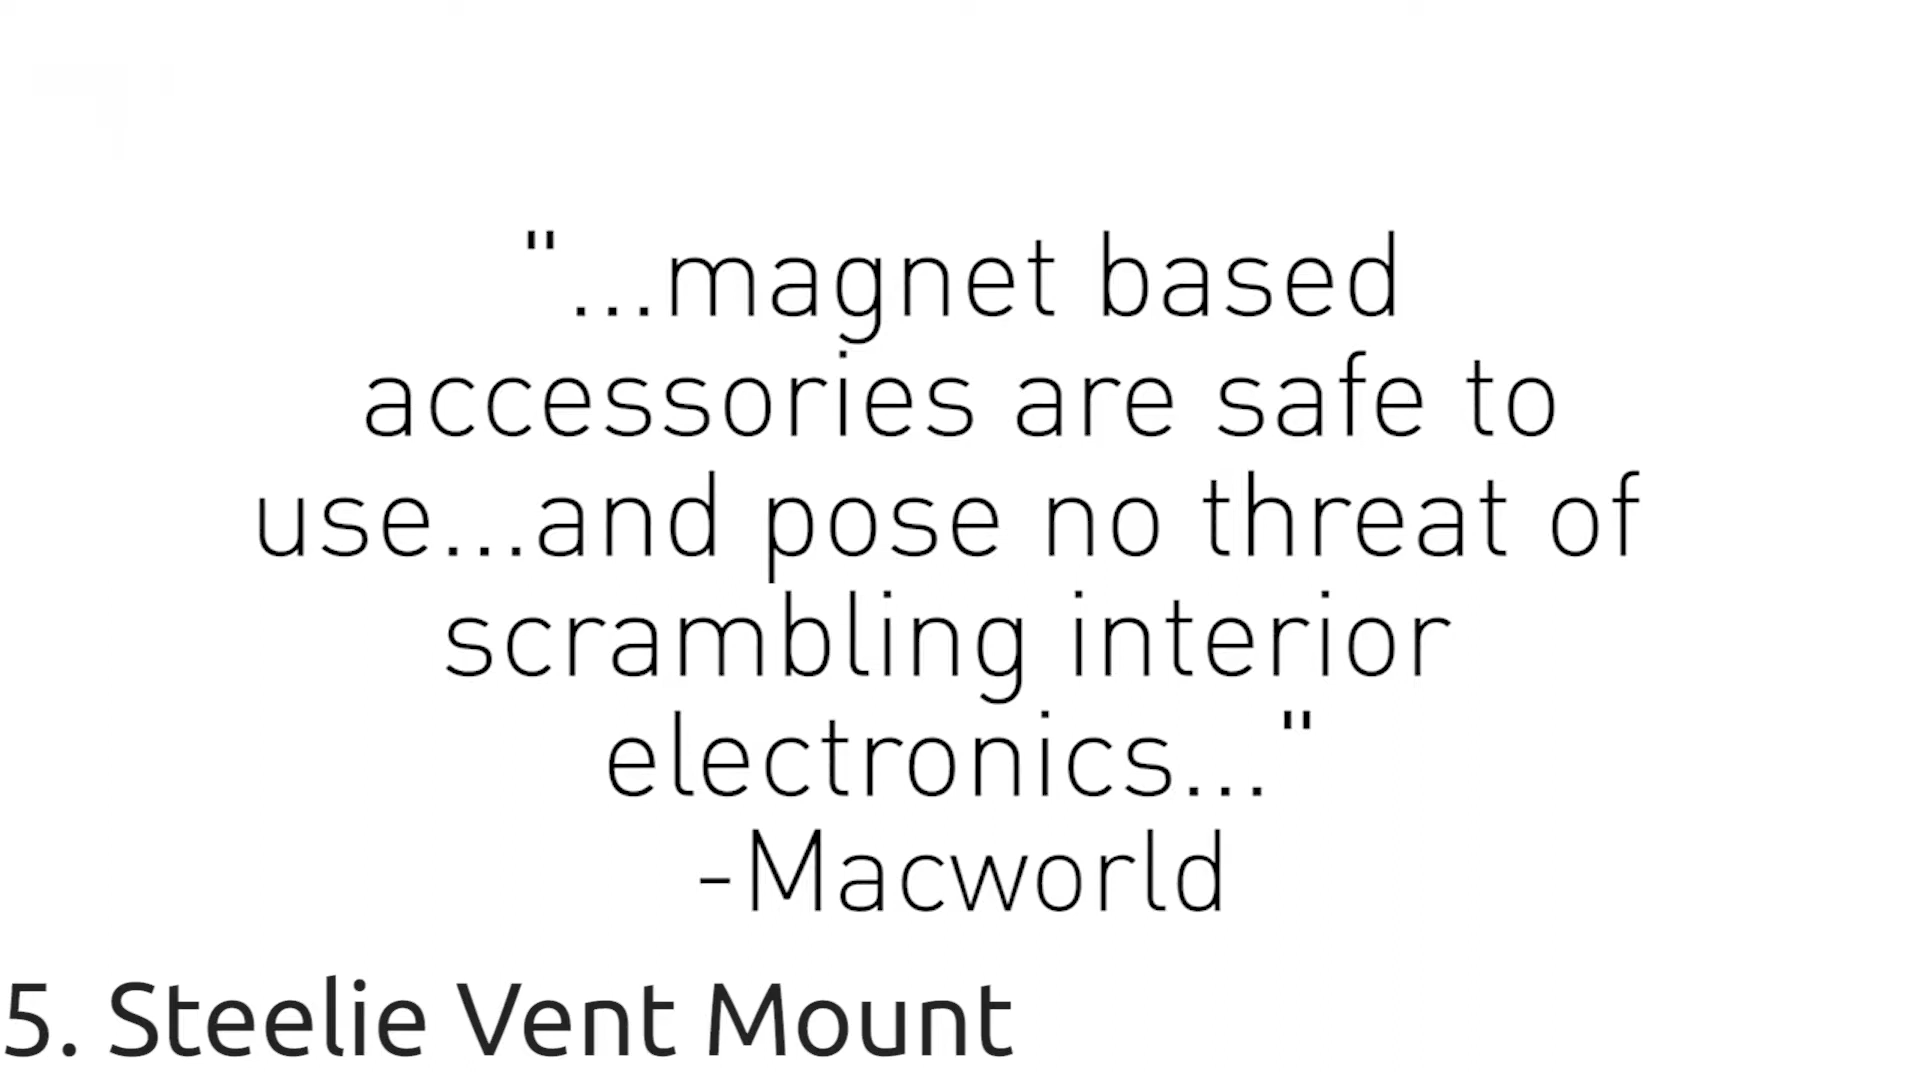 "...magnet based
accessories are safe to
use...and pose no threat of
scrambling interior
electronics..."
-Macworld
5. Steelie Vent Mount